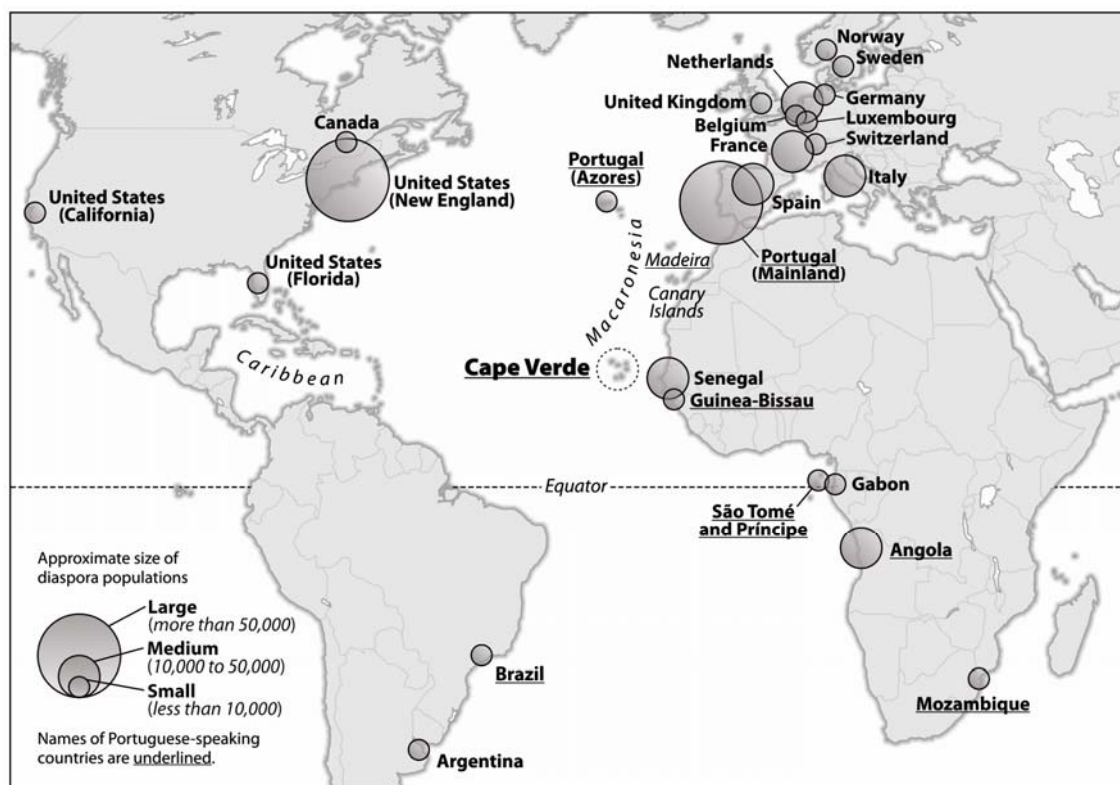 Norway
Sweden
Netherlands
United Kingdom
Germany
Belgium
Luxembourg
France
Switzerland
Canada
Portugal
(Azores)
Italy
United States
(New England)
United States
(California)
Spain
Portugal
(Mainland)
United States
(Florida)
Madeira
Canary
Islands
Macaronesia
Caribbean
Cape Verde
Senegal
Guinea-Bissau
Equator
Gabon
São Tomé
and Príncipe
Angola
Brazil
Mozambique
Argentina
Approximate size of
diaspora populations
Large
(more than 50,000)
Medium
(10,000 to 50,000)
Small
(less than 10,000)
Names of Portuguese-speaking
countries are underlined.